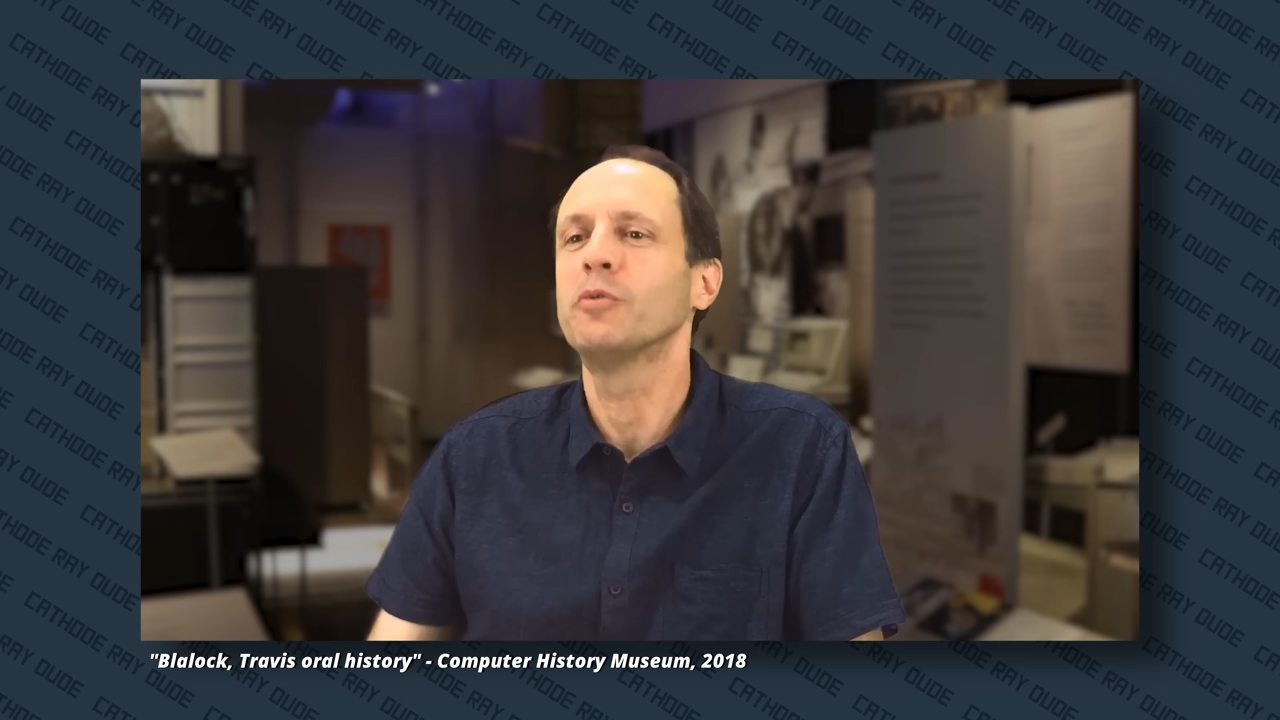 CATHODE RAY DUDE
"Blalock, Travis oral history" - Computer History Museum, 2018